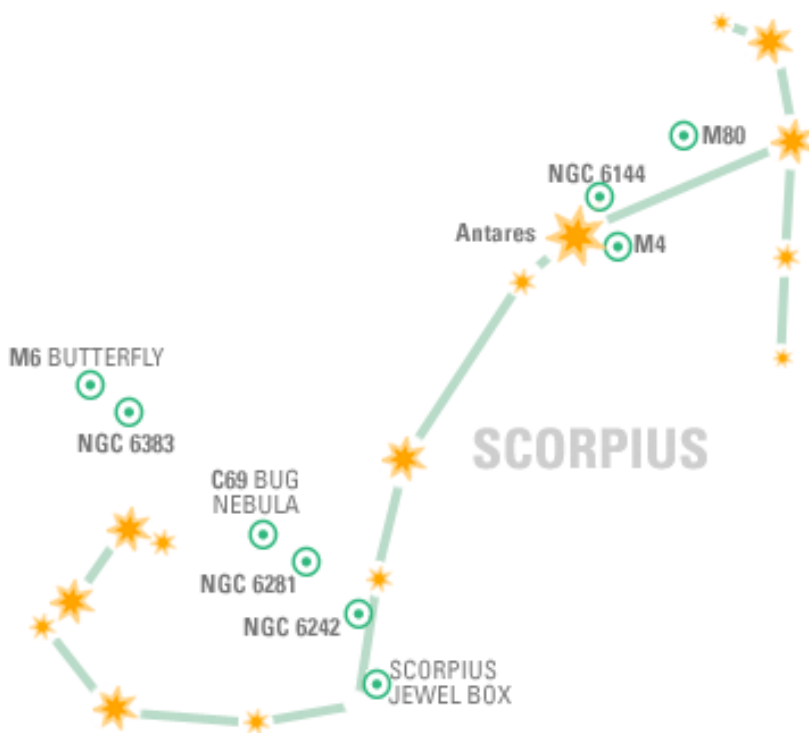 M80
NGC 6144
Antares
M4
M6 BUTTERFLY
NGC 6383
SCORPIUS
C69 BUG
NEBULA
NGC 6281
NGC 6242
SCORPIUS
JEWEL BOX